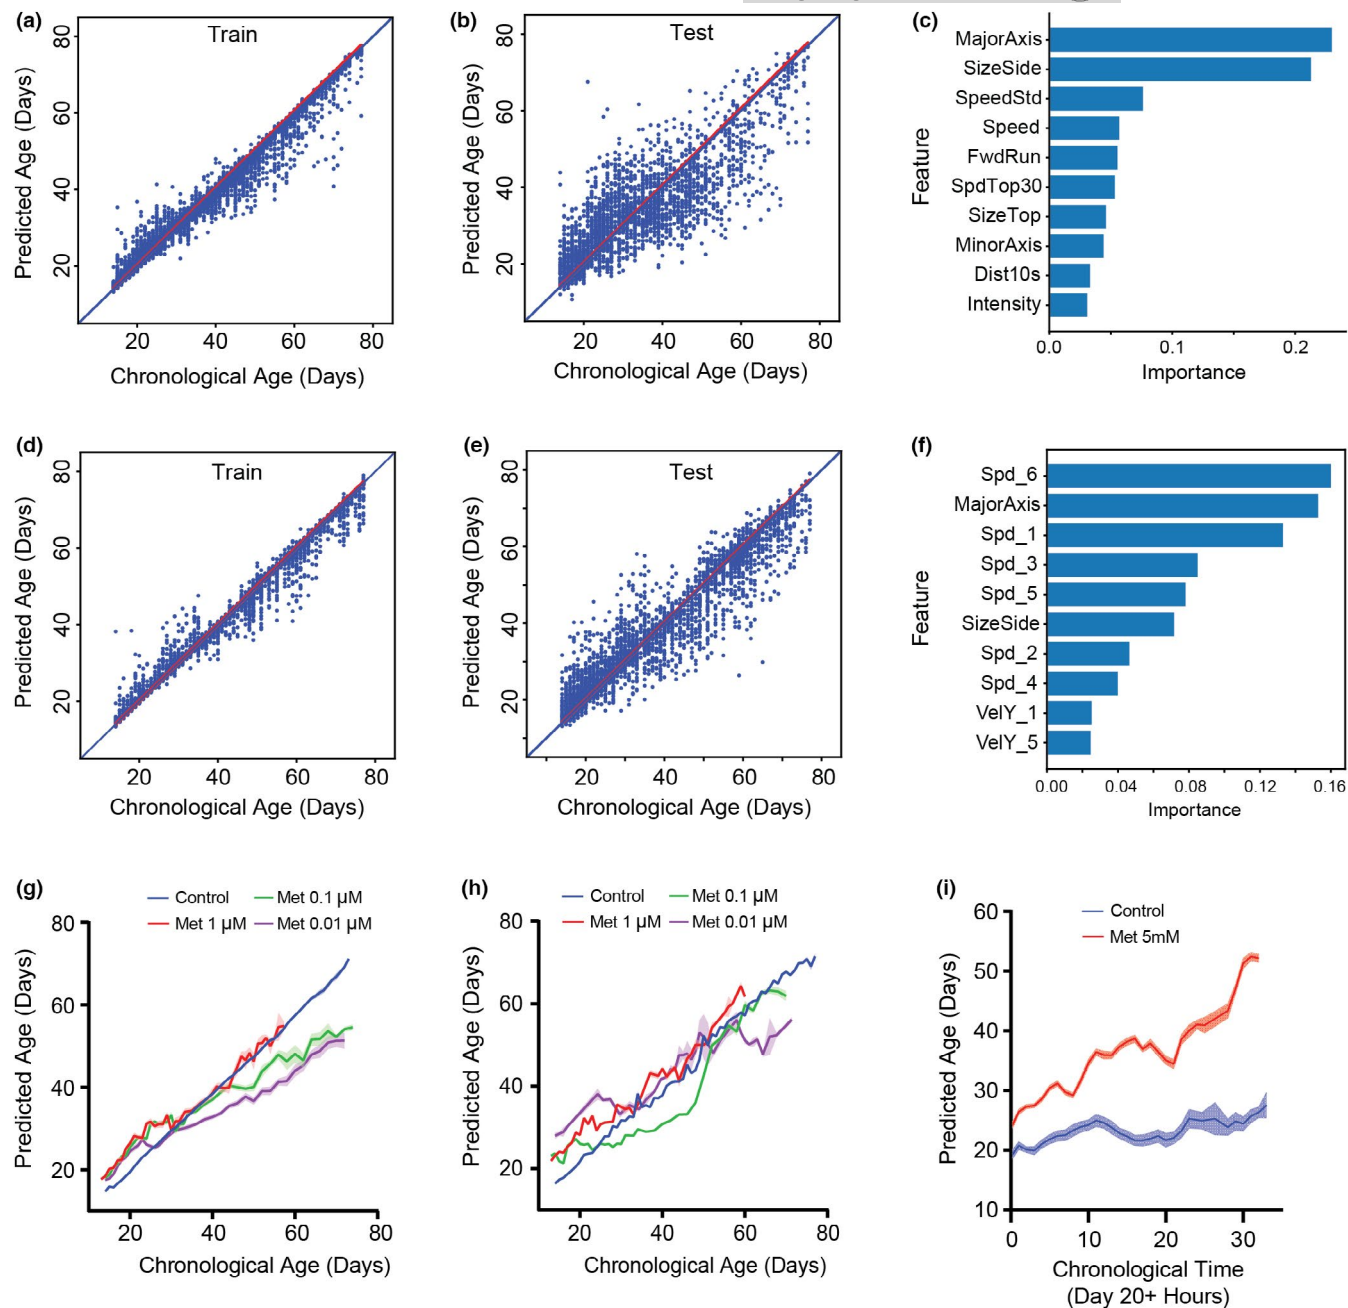 (a)
Train
80
60
40
20
20 40 60 80
Predicted Age (Days)
Chronological Age (Days)
(b)
Test
80
60
40
20
20 40 60 80
Predicted Age (Days)
Chronological Age (Days)
(c)
MajorAxis
SizeSide
SpeedStd
Speed
FwdRun
SpdTop30
SizeTop
MinorAxis
Dist10s
Intensity
Feature
0.0 0.1 0.2
Importance
(d)
Train
80
60
40
20
20 40 60 80
Predicted Age (Days)
Chronological Age (Days)
(e)
Test
80
60
40
20
20 40 60 80
Predicted Age (Days)
Chronological Age (Days)
(f)
Spd_6
MajorAxis
Spd_1
Spd_3
Spd_5
SizeSide
Spd_2
Spd_4
VelY_1
VelY_5
Feature
0.00 0.04 0.08 0.12 0.16
Importance
(g)
Control Met 0.1 µM
Met 1 µM Met 0.01 µM
80
60
40
20
20 40 60 80
Predicted Age (Days)
Chronological Age (Days)
(h)
Control Met 0.1 µM
Met 1 µM Met 0.01 µM
80
60
40
20
20 40 60 80
Predicted Age (Days)
Chronological Age (Days)
(i)
Control
Met 5mM
60
50
40
30
20
10
0 10 20 30
Predicted Age (Days)
Chronological Time
(Day 20+ Hours)